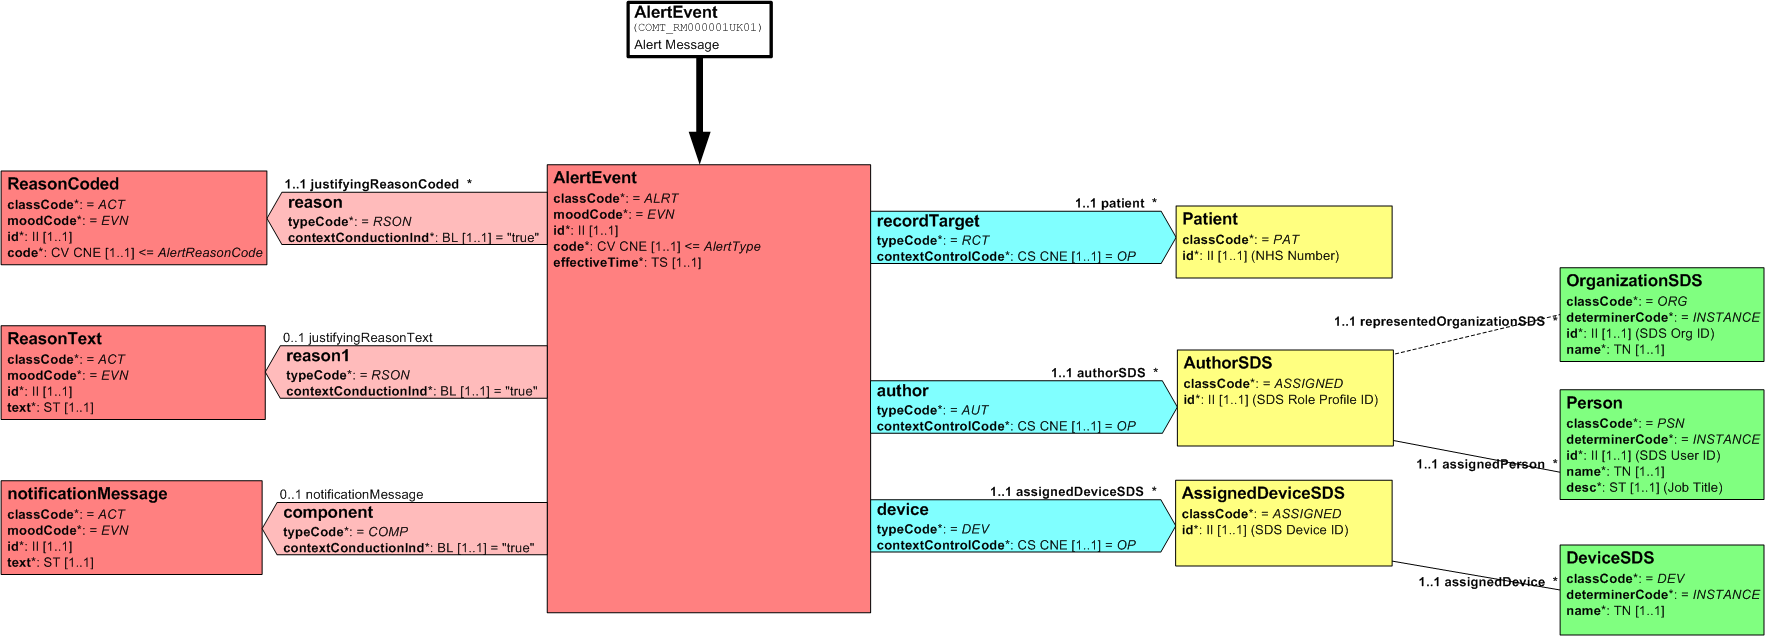 AlertEvent
(COMT_RM000001UK01)
Alert Message
ReasonCoded
classCode*: = ACT
moodCode*: = EVN
id*: II [1..1]
code*: CV CNE [1..1] <= AlertReasonCode
1..1 justifyingReasonCoded *
reason
typeCode*: = RSON
contextConductionInd*: BL [1..1] = "true"
ReasonText
classCode*: = ACT
moodCode*: = EVN
id*: II [1..1]
text*: ST [1..1]
0..1 justifyingReasonText
reason1
typeCode*: = RSON
contextConductionInd*: BL [1..1] = "true"
notificationMessage
classCode*: = ACT
moodCode*: = EVN
id*: II [1..1]
text*: ST [1..1]
0..1 notificationMessage
component
typeCode*: = COMP
contextConductionInd*: BL [1..1] = "true"
AlertEvent
classCode*: = ALRT
moodCode*: = EVN
id*: II [1..1]
code*: CV CNE [1..1] <= AlertType
effectiveTime*: TS [1..1]
1..1 patient *
recordTarget
typeCode*: = RCT
contextControlCode*: CS CNE [1..1] = OP
Patient
classCode*: = PAT
id*: II [1..1] (NHS Number)
1..1 authorSDS *
author
typeCode*: = AUT
contextControlCode*: CS CNE [1..1] = OP
AuthorSDS
classCode*: = ASSIGNED
id*: II [1..1] (SDS Role Profile ID)
1..1 representedOrganizationSDS *
OrganizationSDS
classCode*: = ORG
determinerCode*: = INSTANCE
id*: II [1..1] (SDS Org ID)
name*: TN [1..1]
1..1 assignedPerson *
Person
classCode*: = PSN
determinerCode*: = INSTANCE
id*: II [1..1] (SDS User ID)
name*: TN [1..1]
desc*: ST [1..1] (Job Title)
1..1 assignedDeviceSDS *
device
typeCode*: = DEV
contextControlCode*: CS CNE [1..1] = OP
AssignedDeviceSDS
classCode*: = ASSIGNED
id*: II [1..1] (SDS Device ID)
1..1 assignedDevice *
DeviceSDS
classCode*: = DEV
determinerCode*: = INSTANCE
name*: TN [1..1]